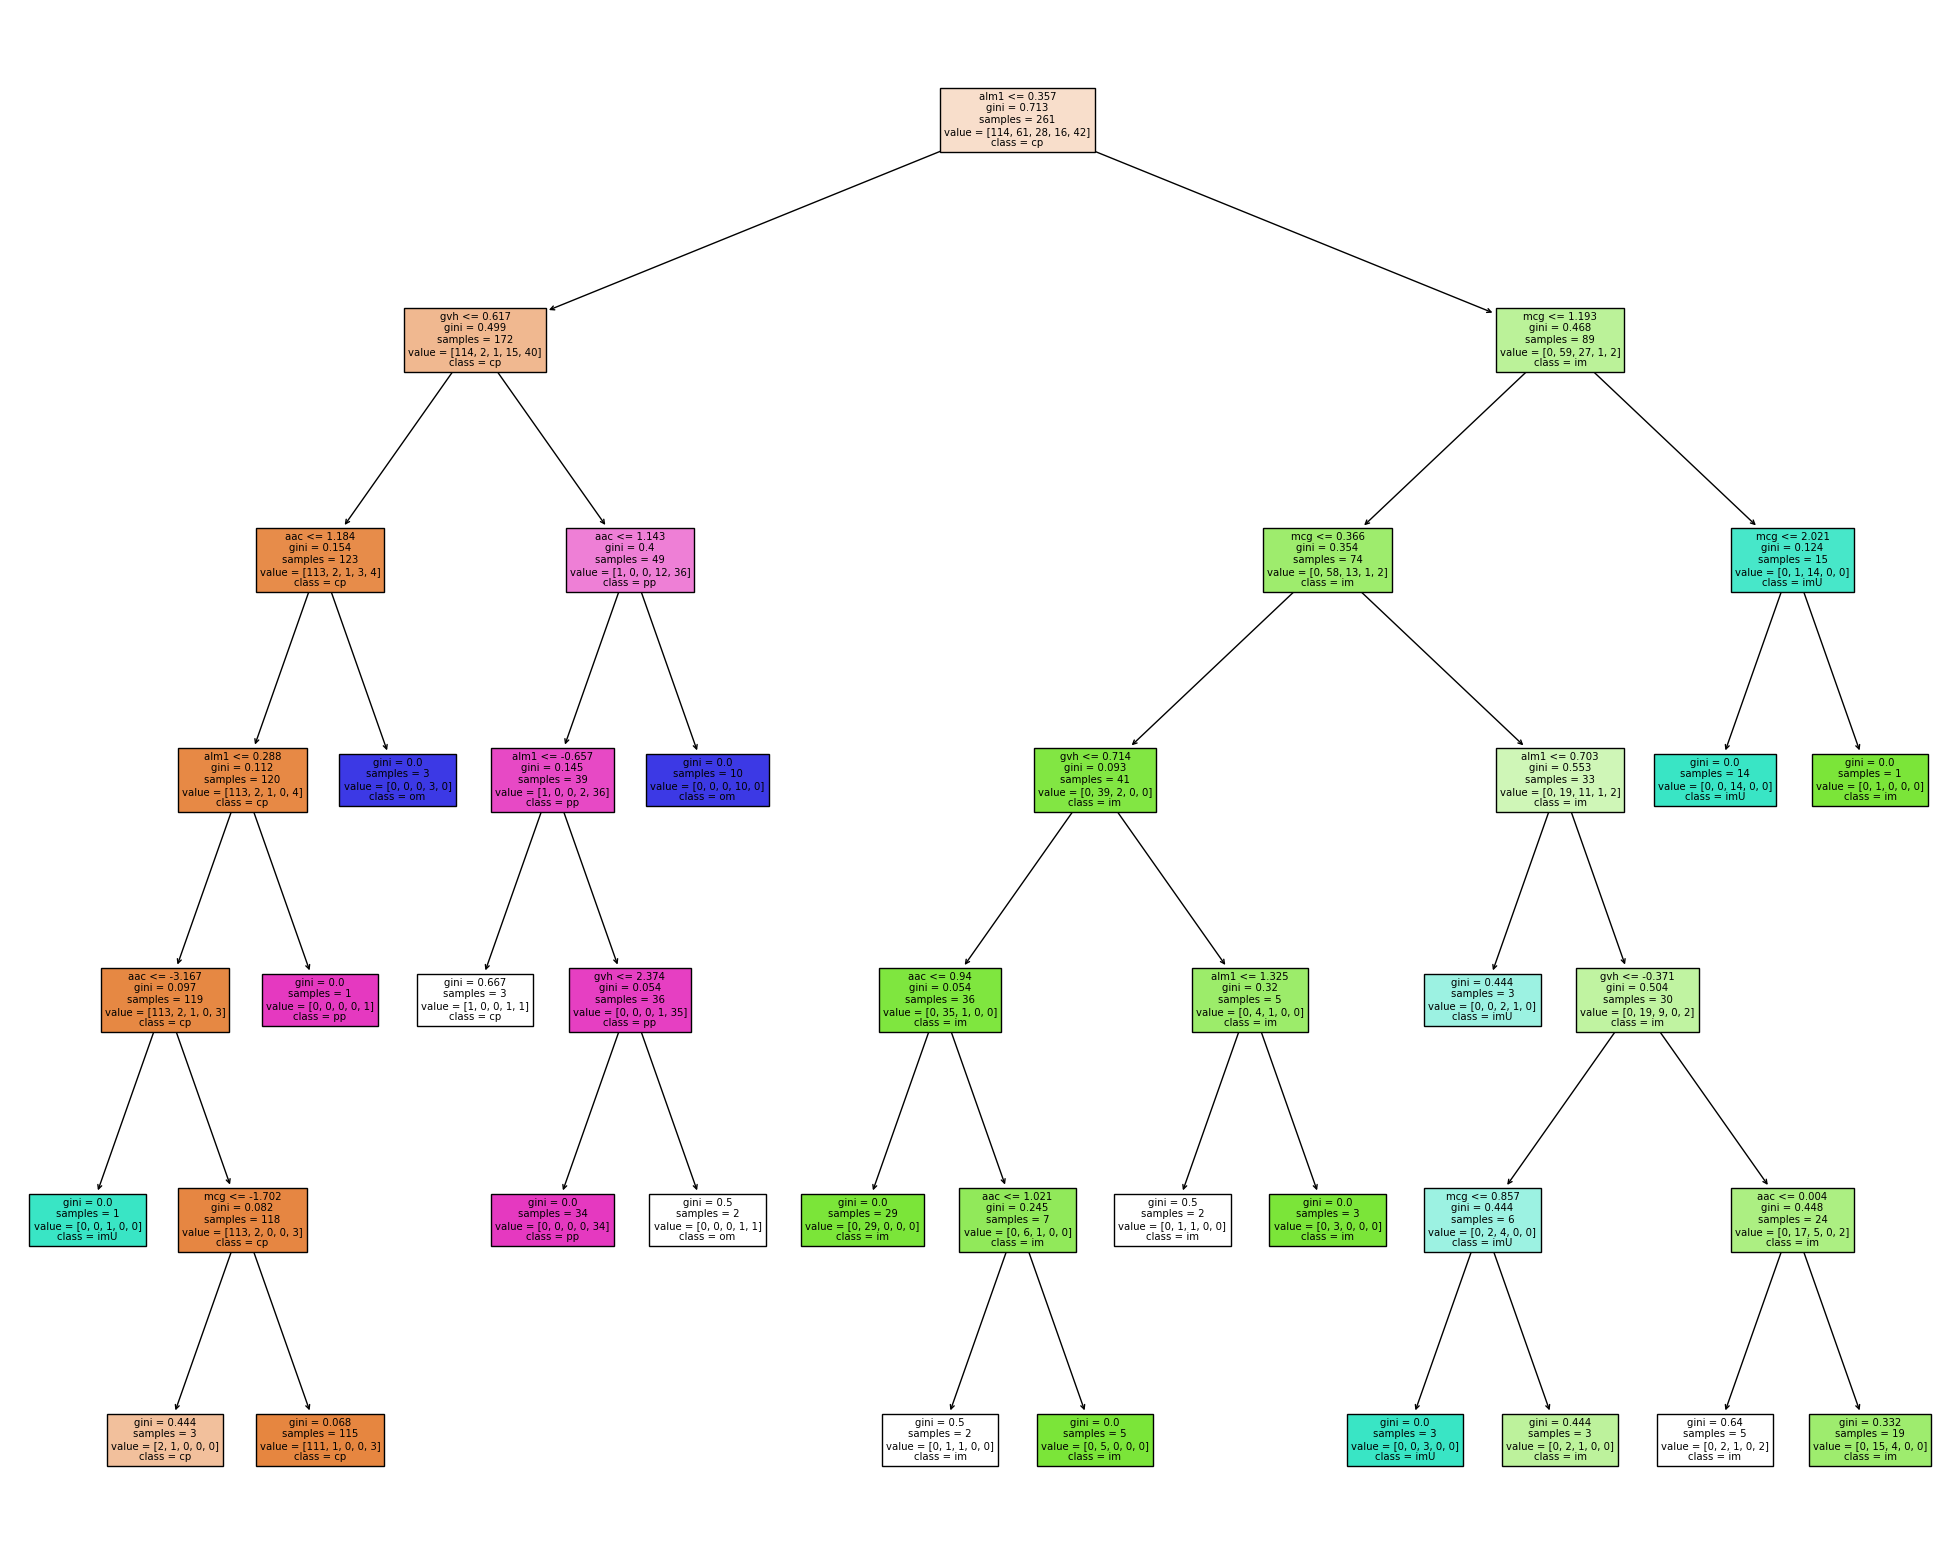 alm1 <= 0.357
gini = 0.713
samples = 261
value = [114, 61, 28, 16, 42]
class = cp
gvh <= 0.617
gini = 0.499
samples = 172
value = [114, 2, 1, 15, 40]
class = cp
mcg <= 1.193
gini = 0.468
samples = 89
value = [0, 59, 27, 1, 2]
class = im
aac <= 1.184
gini = 0.154
samples = 123
value = [113, 2, 1, 3, 4]
class = cp
aac <= 1.143
gini = 0.4
samples = 49
value = [1, 0, 0, 12, 36]
class = pp
mcg <= 0.366
gini = 0.354
samples = 74
value = [0, 58, 13, 1, 2]
class = im
mcg <= 2.021
gini = 0.124
samples = 15
value = [0, 1, 14, 0, 0]
class = imU
alm1 <= 0.288
gini = 0.112
samples = 120
value = [113, 2, 1, 0, 4]
class = cp
gini = 0.0
samples = 3
value = [0, 0, 0, 3, 0]
class = om
alm1 <= -0.657
gini = 0.145
samples = 39
value = [1, 0, 0, 2, 36]
class = pp
gini = 0.0
samples = 10
value = [0, 0, 0, 10, 0]
class = om
gvh <= 0.714
gini = 0.093
samples = 41
value = [0, 39, 2, 0, 0]
class = im
alm1 <= 0.703
gini = 0.553
samples = 33
value = [0, 19, 11, 1, 2]
class = im
gini = 0.0
samples = 14
value = [0, 0, 14, 0, 0]
class = imU
gini = 0.0
samples = 1
value = [0, 1, 0, 0, 0]
class = im
aac <= -3.167
gini = 0.097
samples = 119
value = [113, 2, 1, 0, 3]
class = cp
gini = 0.0
samples = 1
value = [0, 0, 0, 0, 1]
class = pp
gini = 0.667
samples = 3
value = [1, 0, 0, 1, 1]
class = cp
gvh <= 2.374
gini = 0.054
samples = 36
value = [0, 0, 0, 1, 35]
class = pp
aac <= 0.94
gini = 0.054
samples = 36
value = [0, 35, 1, 0, 0]
class = im
alm1 <= 1.325
gini = 0.32
samples = 5
value = [0, 4, 1, 0, 0]
class = im
gini = 0.444
samples = 3
value = [0, 0, 2, 1, 0]
class = imU
gvh <= -0.371
gini = 0.504
samples = 30
value = [0, 19, 9, 0, 2]
class = im
gini = 0.0
samples = 1
value = [0, 0, 1, 0, 0]
class = imU
mcg <= -1.702
gini = 0.082
samples = 118
value = [113, 2, 0, 0, 3]
class = cp
gini = 0.0
samples = 34
value = [0, 0, 0, 0, 34]
class = pp
gini = 0.5
samples = 2
value = [0, 0, 0, 1, 1]
class = om
gini = 0.0
samples = 29
value = [0, 29, 0, 0, 0]
class = im
aac <= 1.021
gini = 0.245
samples = 7
value = [0, 6, 1, 0, 0]
class = im
gini = 0.5
samples = 2
value = [0, 1, 1, 0, 0]
class = im
gini = 0.0
samples = 3
value = [0, 3, 0, 0, 0]
class = im
mcg <= 0.857
gini = 0.444
samples = 6
value = [0, 2, 4, 0, 0]
class = imU
aac <= 0.004
gini = 0.448
samples = 24
value = [0, 17, 5, 0, 2]
class = im
gini = 0.444
samples = 3
value = [2, 1, 0, 0, 0]
class = cp
gini = 0.068
samples = 115
value = [111, 1, 0, 0, 3]
class = cp
gini = 0.5
samples = 2
value = [0, 1, 1, 0, 0]
class = im
gini = 0.0
samples = 5
value = [0, 5, 0, 0, 0]
class = im
gini = 0.0
samples = 3
value = [0, 0, 3, 0, 0]
class = imU
gini = 0.444
samples = 3
value = [0, 2, 1, 0, 0]
class = im
gini = 0.64
samples = 5
value = [0, 2, 1, 0, 2]
class = im
gini = 0.332
samples = 19
value = [0, 15, 4, 0, 0]
class = im